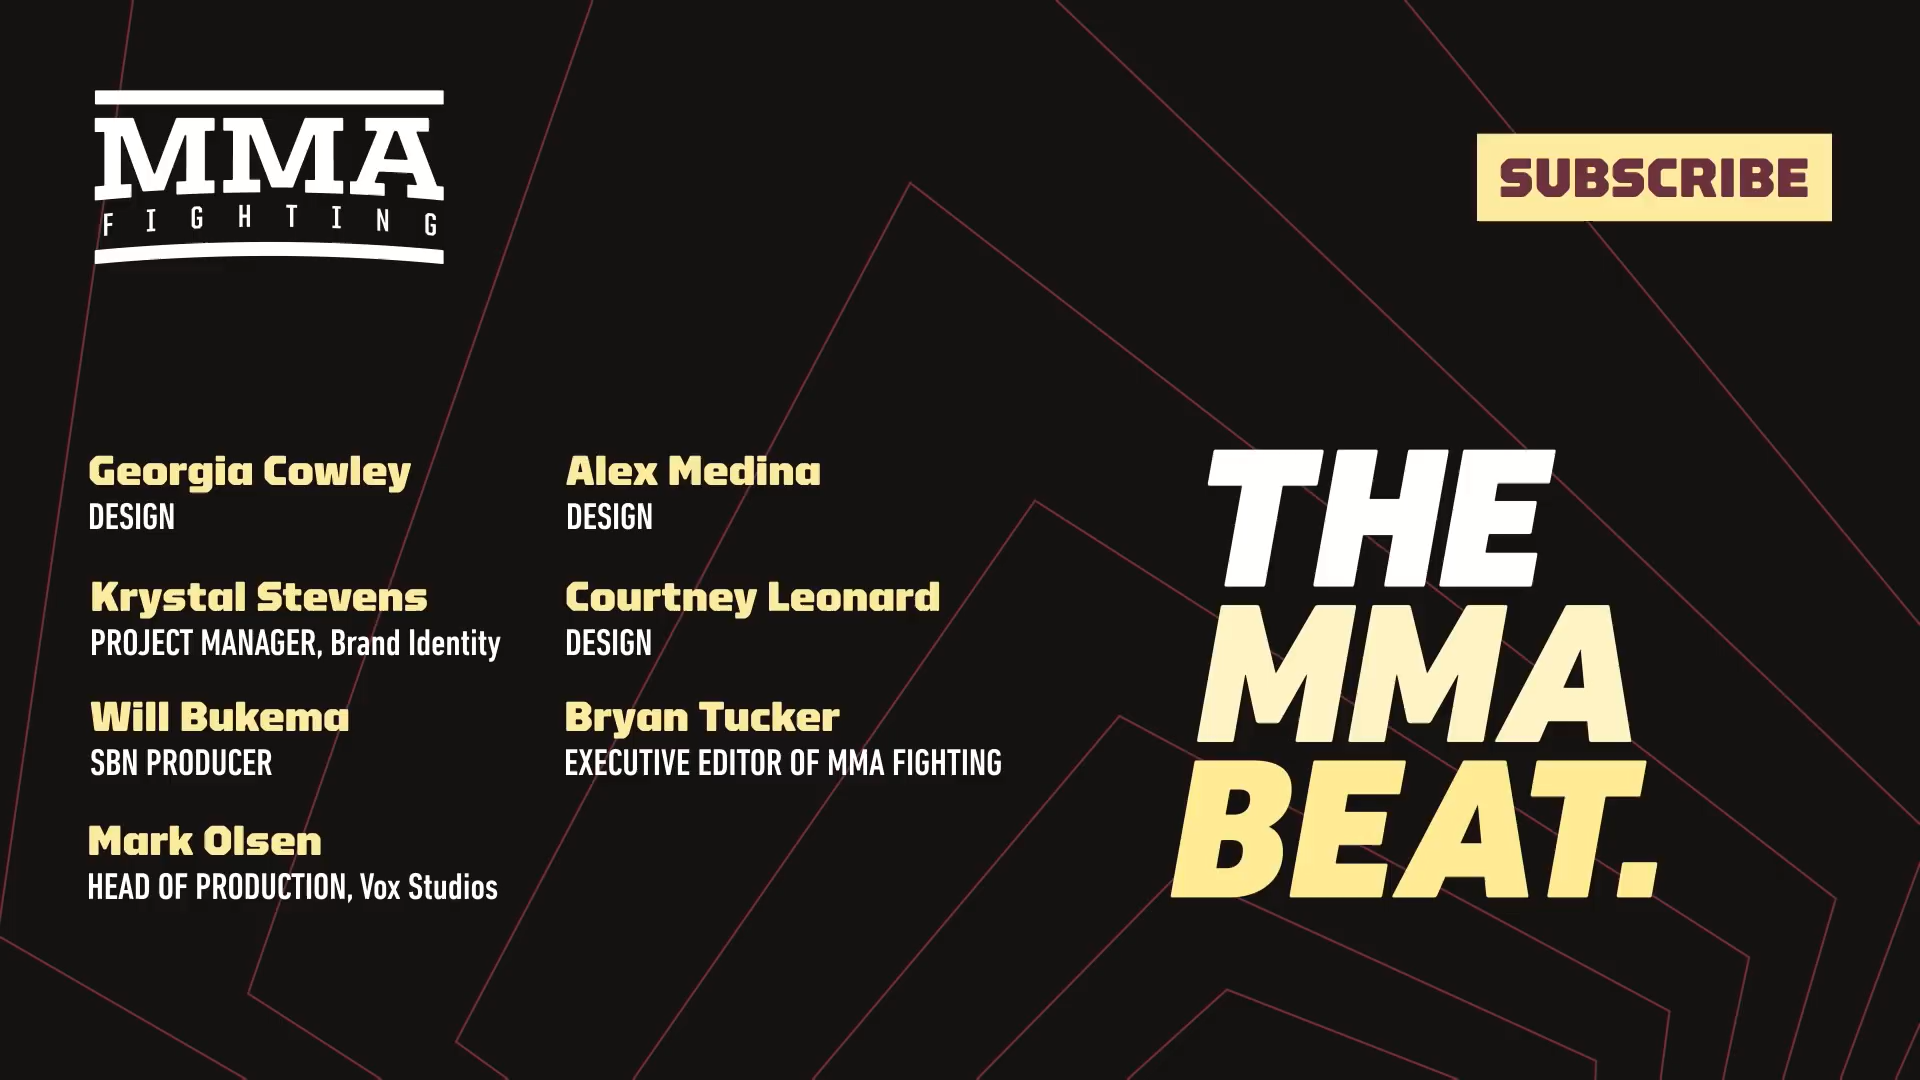 MMA
FIGHTING
SUBSCRIBE
Georgia Cowley
DESIGN
Alex Medina
DESIGN
Krystal Stevens
PROJECT MANAGER, Brand Identity
Courtney Leonard
DESIGN
Will Bukema
SBN PRODUCER
Bryan Tucker
EXECUTIVE EDITOR OF MMA FIGHTING
Mark Olsen
HEAD OF PRODUCTION, Vox Studios
THE
MMA
BEAT.